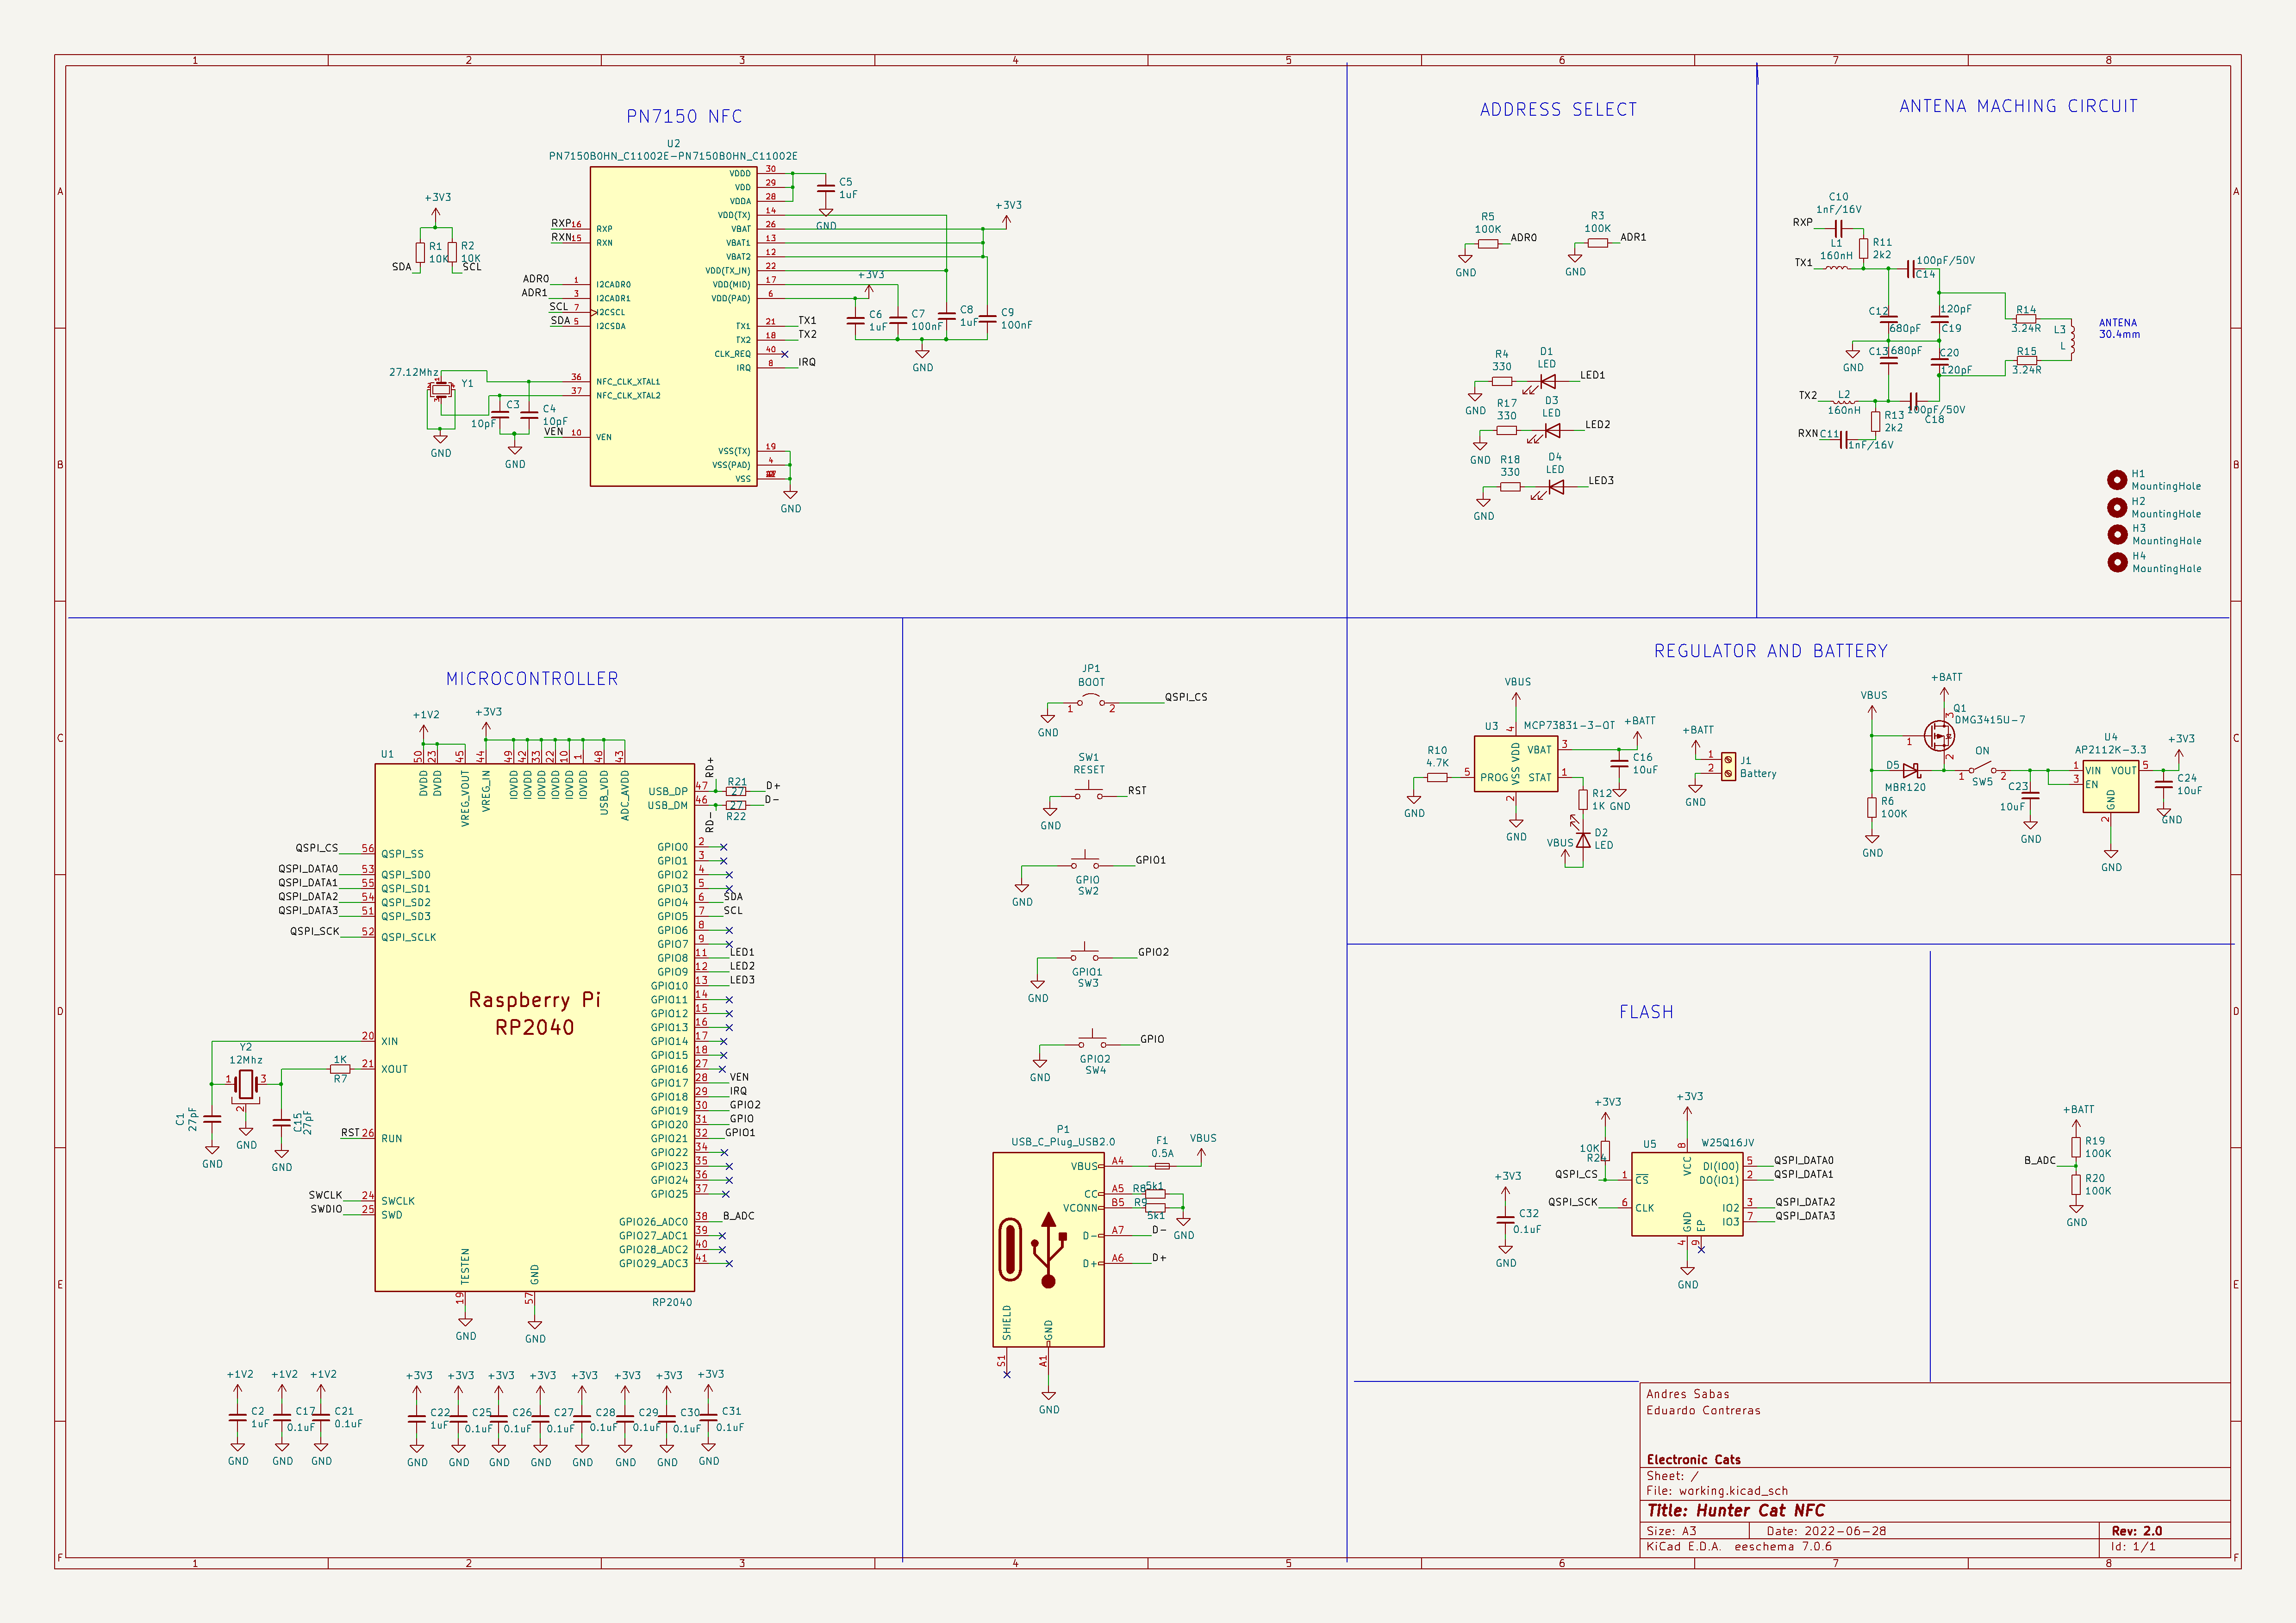 1 2 3 4 5 6 7 8
A
B
C
D
E
F
PN7150 NFC
U2
PN7150B0HN_C11002E-PN7150B0HN_C11002E
+3V3
R1
10K
R2
10K
SDA
SCL
RXP 16 RXP
RXN 15 RXN
ADR0 1 I2CADR0
ADR1 3 I2CADR1
SCL 7 I2CSCL
SDA 5 I2CSDA
36 NFC_CLK_XTAL1
37 NFC_CLK_XTAL2
VEN 10 VEN
27.12Mhz
Y1
GND
C3
10pF
C4
10pF
GND
VDDD 30
VDD 29
VDDA 28
VDD(TX) 14
VBAT 26
VBAT1 13
VBAT2 12
VDD(TX_IN) 22
VDD(MID) 17
VDD(PAD) 6
TX1 21 TX1
TX2 18 TX2
CLK_REQ 40
IRQ 8 IRQ
VSS(TX) 19
VSS(PAD) 4
VSS
GND
C5
1uF
GND
+3V3
+3V3
C6
1uF
C7
100nF
C8
1uF
C9
100nF
GND
ADDRESS SELECT
R5
100K
ADR0
GND
R3
100K
ADR1
GND
R4
330
D1
LED
LED1
GND
R17
330
D3
LED
LED2
GND
R18
330
D4
LED
LED3
GND
ANTENA MACHING CIRCUIT
C10
1nF/16V
RXP
L1
160nH
R11
2k2
TX1
100pF/50V
C14
C12
680pF
120pF
C19
C13
680pF
C20
120pF
GND
R14
3.24R
R15
3.24R
L3
L
ANTENA
30.4mm
TX2
L2
160nH
R13
2k2
100pF/50V
C18
RXN
C11
1nF/16V
H1
MountingHole
H2
MountingHole
H3
MountingHole
H4
MountingHole
MICROCONTROLLER
+1V2
+3V3
U1
50 DVDD
23 DVDD
45 VREG_VOUT
44 VREG_IN
49 IOVDD
42 IOVDD
33 IOVDD
22 IOVDD
10 IOVDD
1 IOVDD
48 USB_VDD
43 ADC_AVDD
QSPI_CS 56 QSPI_SS
QSPI_DATA0 53 QSPI_SD0
QSPI_DATA1 55 QSPI_SD1
QSPI_DATA2 54 QSPI_SD2
QSPI_DATA3 51 QSPI_SD3
QSPI_SCK 52 QSPI_SCLK
Raspberry Pi
RP2040
20 XIN
21 XOUT
1K
R7
Y2
12Mhz
1
3
2
C1
27pF
C15
27pF
GND
GND
GND
RST 26 RUN
SWCLK 24 SWCLK
SWDIO 25 SWD
19 TESTEN
57 GND
GND
GND
RP2040
RD+
RD-
USB_DP 47 R21 27 D+
USB_DM 46 27 R22 D-
GPIO0 2
GPIO1 3
GPIO2 4
GPIO3 5
GPIO4 6 SDA
GPIO5 7 SCL
GPIO6 8
GPIO7 9
GPIO8 11 LED1
GPIO9 12 LED2
GPIO10 13 LED3
GPIO11 14
GPIO12 15
GPIO13 16
GPIO14 17
GPIO15 18
GPIO16 27
GPIO17 28 VEN
GPIO18 29 IRQ
GPIO19 30 GPIO2
GPIO20 31 GPIO
GPIO21 32 GPIO1
GPIO22 34
GPIO23 35
GPIO24 36
GPIO25 37
GPIO26_ADC0 38 B_ADC
GPIO27_ADC1 39
GPIO28_ADC2 40
GPIO29_ADC3 41
+1V2 +1V2 +1V2 +3V3 +3V3 +3V3 +3V3 +3V3 +3V3 +3V3 +3V3
C2 C17 C21 C22 C25 C26 C27 C28 C29 C30 C31
1uF 0.1uF 0.1uF 1uF 0.1uF 0.1uF 0.1uF 0.1uF 0.1uF 0.1uF 0.1uF
GND GND GND GND GND GND GND GND GND GND GND
JP1
BOOT
1 2
QSPI_CS
SW1
RESET
RST
GND
GPIO1
GPIO
SW2
GND
GPIO2
GPIO1
SW3
GND
GPIO
GPIO2
SW4
GND
P1
USB_C_Plug_USB2.0
VBUS A4
F1
0.5A
VBUS
CC A5 R8 5k1
VCONN B5 R9 5k1
GND
D- A7 D-
D+ A6 D+
SHIELD S1
GND A1
GND
REGULATOR AND BATTERY
VBUS
U3
MCP73831-3-OT
4 VDD
VBAT 3
STAT 1
5 PROG
2 VSS
R10
4.7K
GND
GND
+BATT
C16
10uF
GND
R12
1K
D2
LED
VBUS
+BATT
1
2
J1
Battery
GND
VBUS
+BATT
Q1
DMG3415U-7
1
2
3
D5
MBR120
R6
100K
GND
ON
1 2
SW5
C23
10uF
GND
U4
AP2112K-3.3
1 VIN VOUT 5
3 EN
GND 2
GND
+3V3
C24
10uF
GND
FLASH
+3V3
+3V3
10K
R24
U5
W25Q16JV
8 VCC
QSPI_CS 1 CS
QSPI_SCK 6 CLK
DI(IO0) 5 QSPI_DATA0
DO(IO1) 2 QSPI_DATA1
IO2 3 QSPI_DATA2
IO3 7 QSPI_DATA3
GND 4
EP 9
GND
+3V3
C32
0.1uF
GND
+BATT
R19
100K
B_ADC
R20
100K
GND
Andres Sabas
Eduardo Contreras
Electronic Cats
Sheet: /
File: working.kicad_sch
Title: Hunter Cat NFC
Size: A3 Date: 2022-06-28 Rev: 2.0
KiCad E.D.A. eeschema 7.0.6 Id: 1/1
1 2 3 4 5 6 7 8